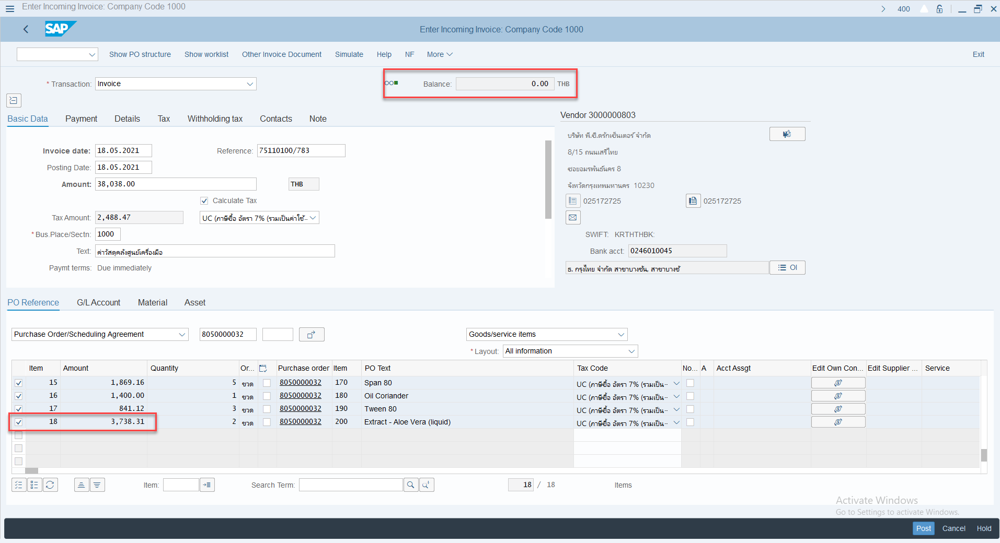 Enter Incoming Invoice: Company Code 1000
400
SAP
Enter Incoming Invoice: Company Code 1000
Show PO structure Show worklist Other Invoice Document Simulate Help NF More Exit
* Transaction: Invoice
Balance: 0.00 THB
Basic Data Payment Details Tax Withholding tax Contacts Note
Invoice date: 18.05.2021 Reference: 75110100/783
Posting Date: 18.05.2021
Amount: 38,038.00 THB
Calculate Tax
Tax Amount: 2,488.47 UC (ภาษีซื้อ อัตรา 7% (รวมเป็นค่าใช้...
* Bus.Place/Sectn: 1000
Text: ค่าวัสดุคลังศูนย์เครื่องมือ
Paymt terms: Due immediately
Vendor 3000000803
บริษัท พี.ซี.ดรักเซ็นเตอร์ จำกัด
8/15 ถนนเสรีไทย
ซอยอมรพันธ์นคร 8
จังหวัดกรุงเทพมหานคร 10230
025172725 025172725
SWIFT: KRTHTHBK:
Bank acct: 0246010045
ธ. กรุงไทย จำกัด สาขาบางชัน, สาขาบางชั OI
PO Reference G/L Account Material Asset
Purchase Order/Scheduling Agreement 8050000032 Goods/service items
* Layout: All information
Item Amount Quantity Or... Purchase order Item PO Text Tax Code No... A Acct Assgt Edit Own Con... Edit Supplier ... Service
15 1,869.16 5 ขวด 8050000032 170 Span 80 UC (ภาษีซื้อ อัตรา 7% (รวมเป็น...
16 1,400.00 1 ขวด 8050000032 180 Oil Coriander UC (ภาษีซื้อ อัตรา 7% (รวมเป็น...
17 841.12 3 ขวด 8050000032 190 Tween 80 UC (ภาษีซื้อ อัตรา 7% (รวมเป็น...
18 3,738.31 2 ขวด 8050000032 200 Extract - Aloe Vera (liquid) UC (ภาษีซื้อ อัตรา 7% (รวมเป็น...
Item: Search Term: 18 / 18 Items
Activate Windows
Go to Settings to activate Windows.
Post Cancel Hold